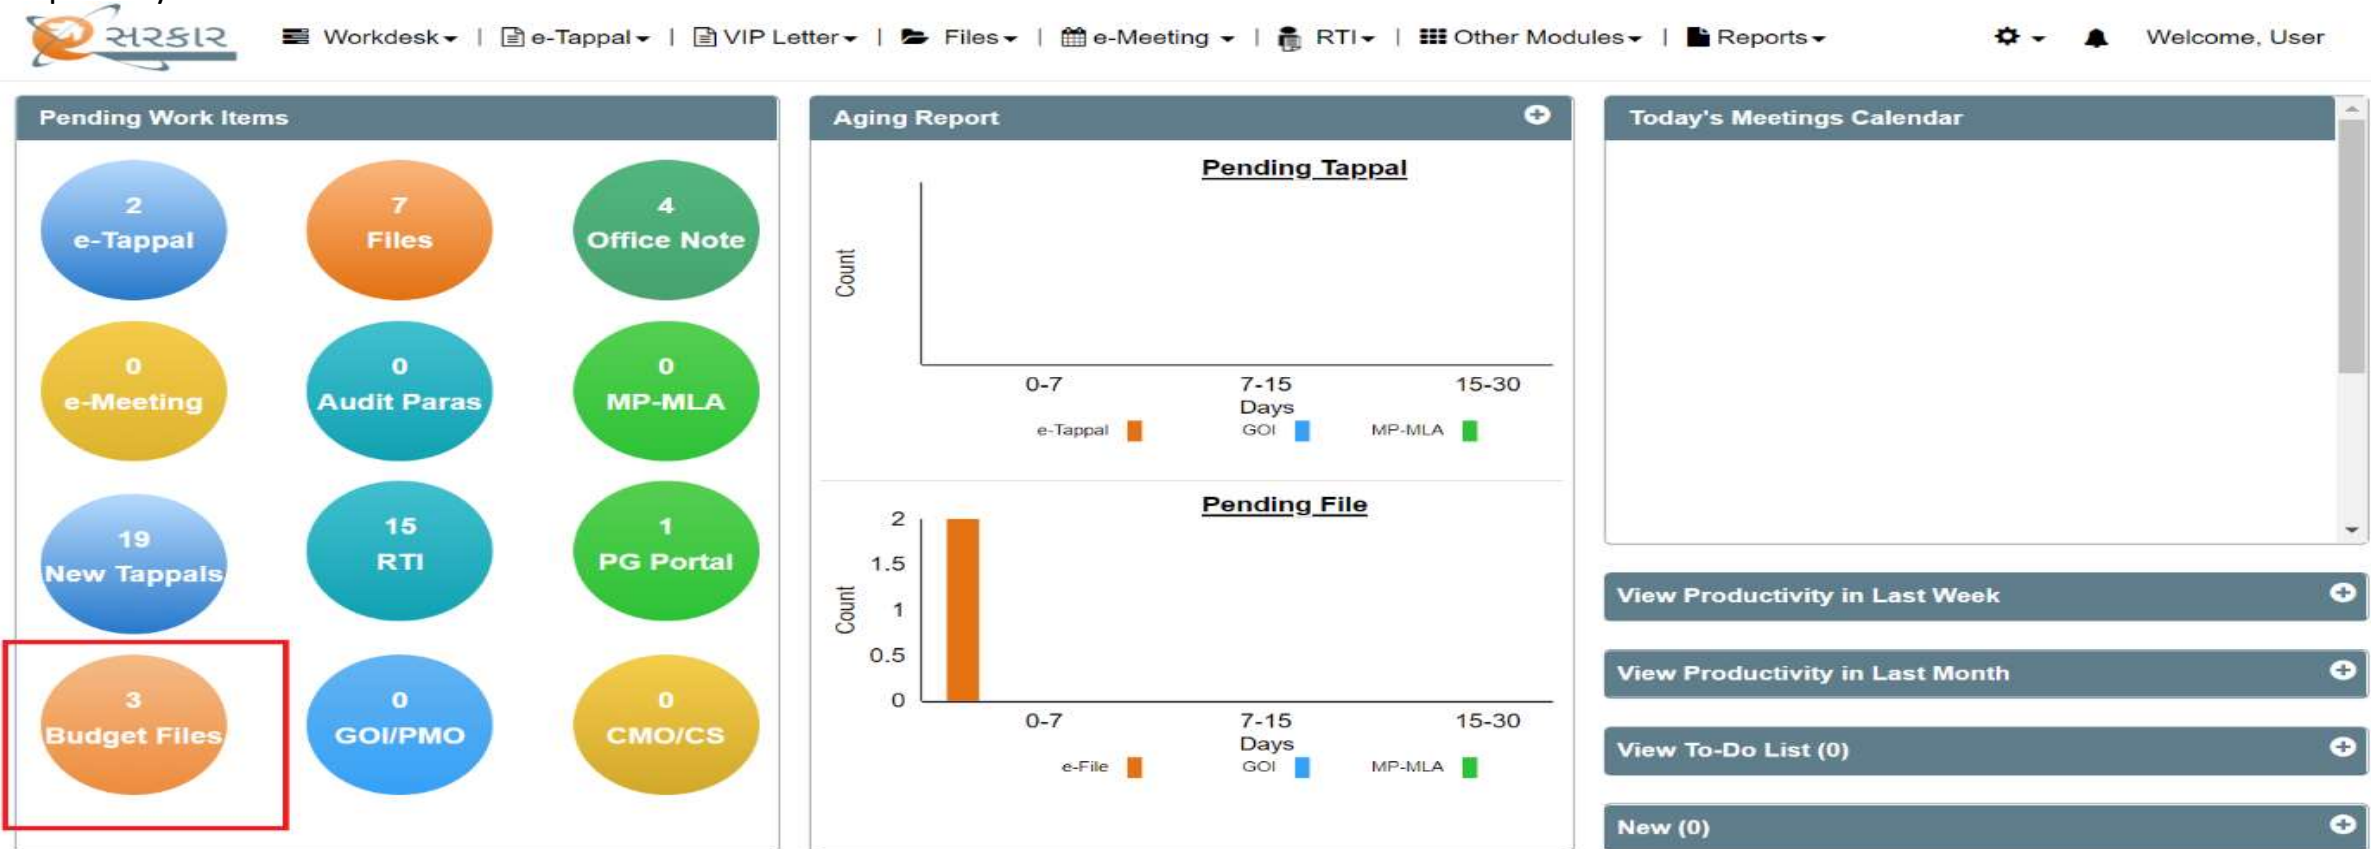 સરકાર
Workdesk | e-Tappal | VIP Letter | Files | e-Meeting | RTI | Other Modules | Reports
Welcome, User
Pending Work Items
2
e-Tappal
7
Files
4
Office Note
0
e-Meeting
0
Audit Paras
0
MP-MLA
19
New Tappals
15
RTI
1
PG Portal
3
Budget Files
0
GOI/PMO
0
CMO/CS
Aging Report
Pending Tappal
Count
0-7 7-15 15-30
Days
e-Tappal GOI MP-MLA
Pending File
2
1.5
1
0.5
0
Count
0-7 7-15 15-30
Days
e-File GOI MP-MLA
Today's Meetings Calendar
View Productivity in Last Week
View Productivity in Last Month
View To-Do List (0)
New (0)